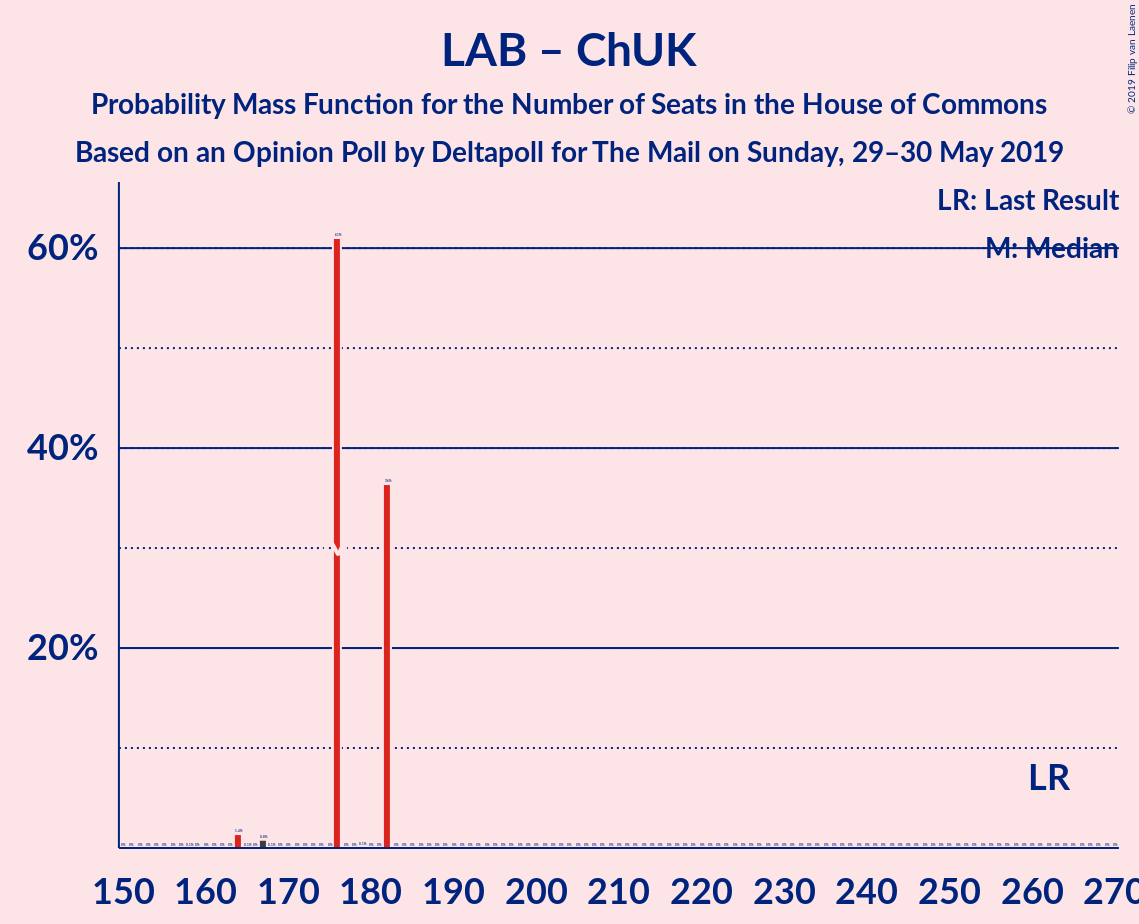 LAB – ChUK
Probability Mass Function for the Number of Seats in the House of Commons
Based on an Opinion Poll by Deltapoll for The Mail on Sunday, 29–30 May 2019
© 2019 Filip van Laenen
LR: Last Result
M: Median
60%
40%
20%
LR
150 160 170 180 190 200 210 220 230 240 250 260 270